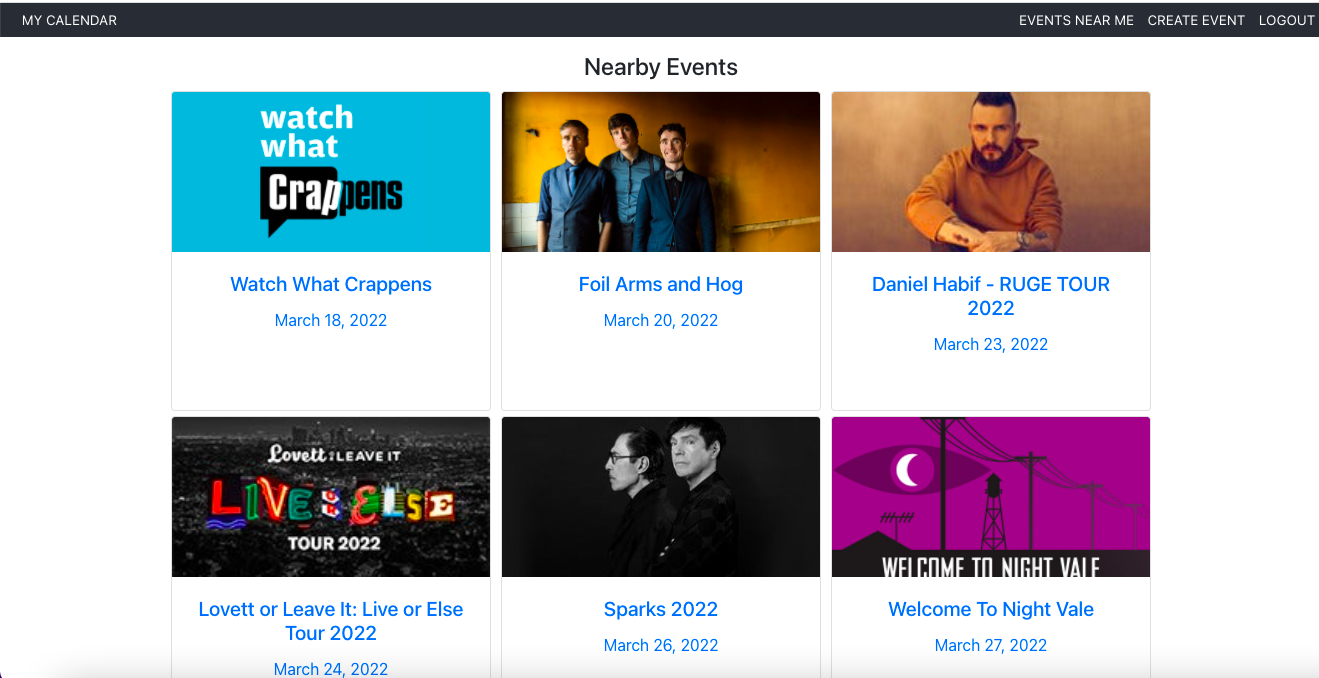 MY CALENDAR
EVENTS NEAR ME CREATE EVENT LOGOUT
Nearby Events
watch
what
Crappens
Watch What Crappens
March 18, 2022
Foil Arms and Hog
March 20, 2022
Daniel Habif - RUGE TOUR
2022
March 23, 2022
Lovett OR LEAVE IT
LIVE OR ELSE
TOUR 2022
Lovett or Leave It: Live or Else
Tour 2022
March 24, 2022
Sparks 2022
March 26, 2022
WELCOME TO NIGHT VALE
Welcome To Night Vale
March 27, 2022